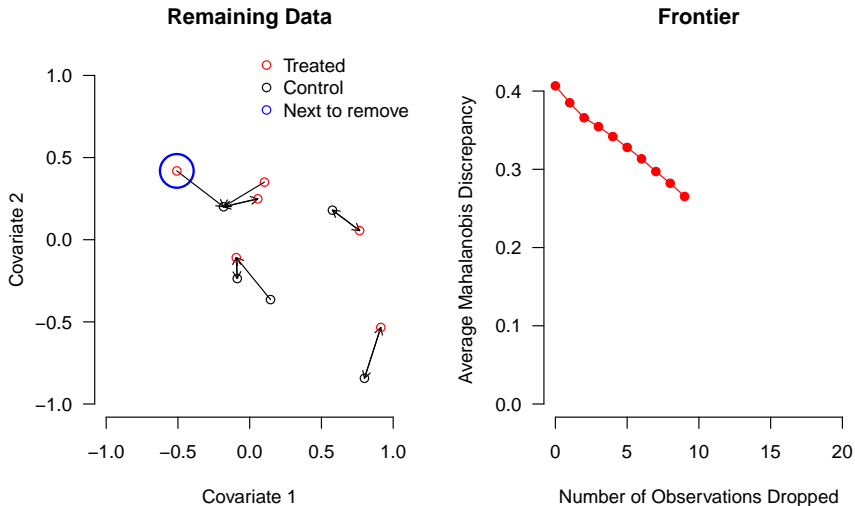 Remaining Data
Treated
Control
Next to remove
1.0
0.5
0.0
−0.5
−1.0
Covariate 2
−1.0 −0.5 0.0 0.5 1.0
Covariate 1
Frontier
0.4
0.3
0.2
0.1
0.0
Average Mahalanobis Discrepancy
0 5 10 15 20
Number of Observations Dropped